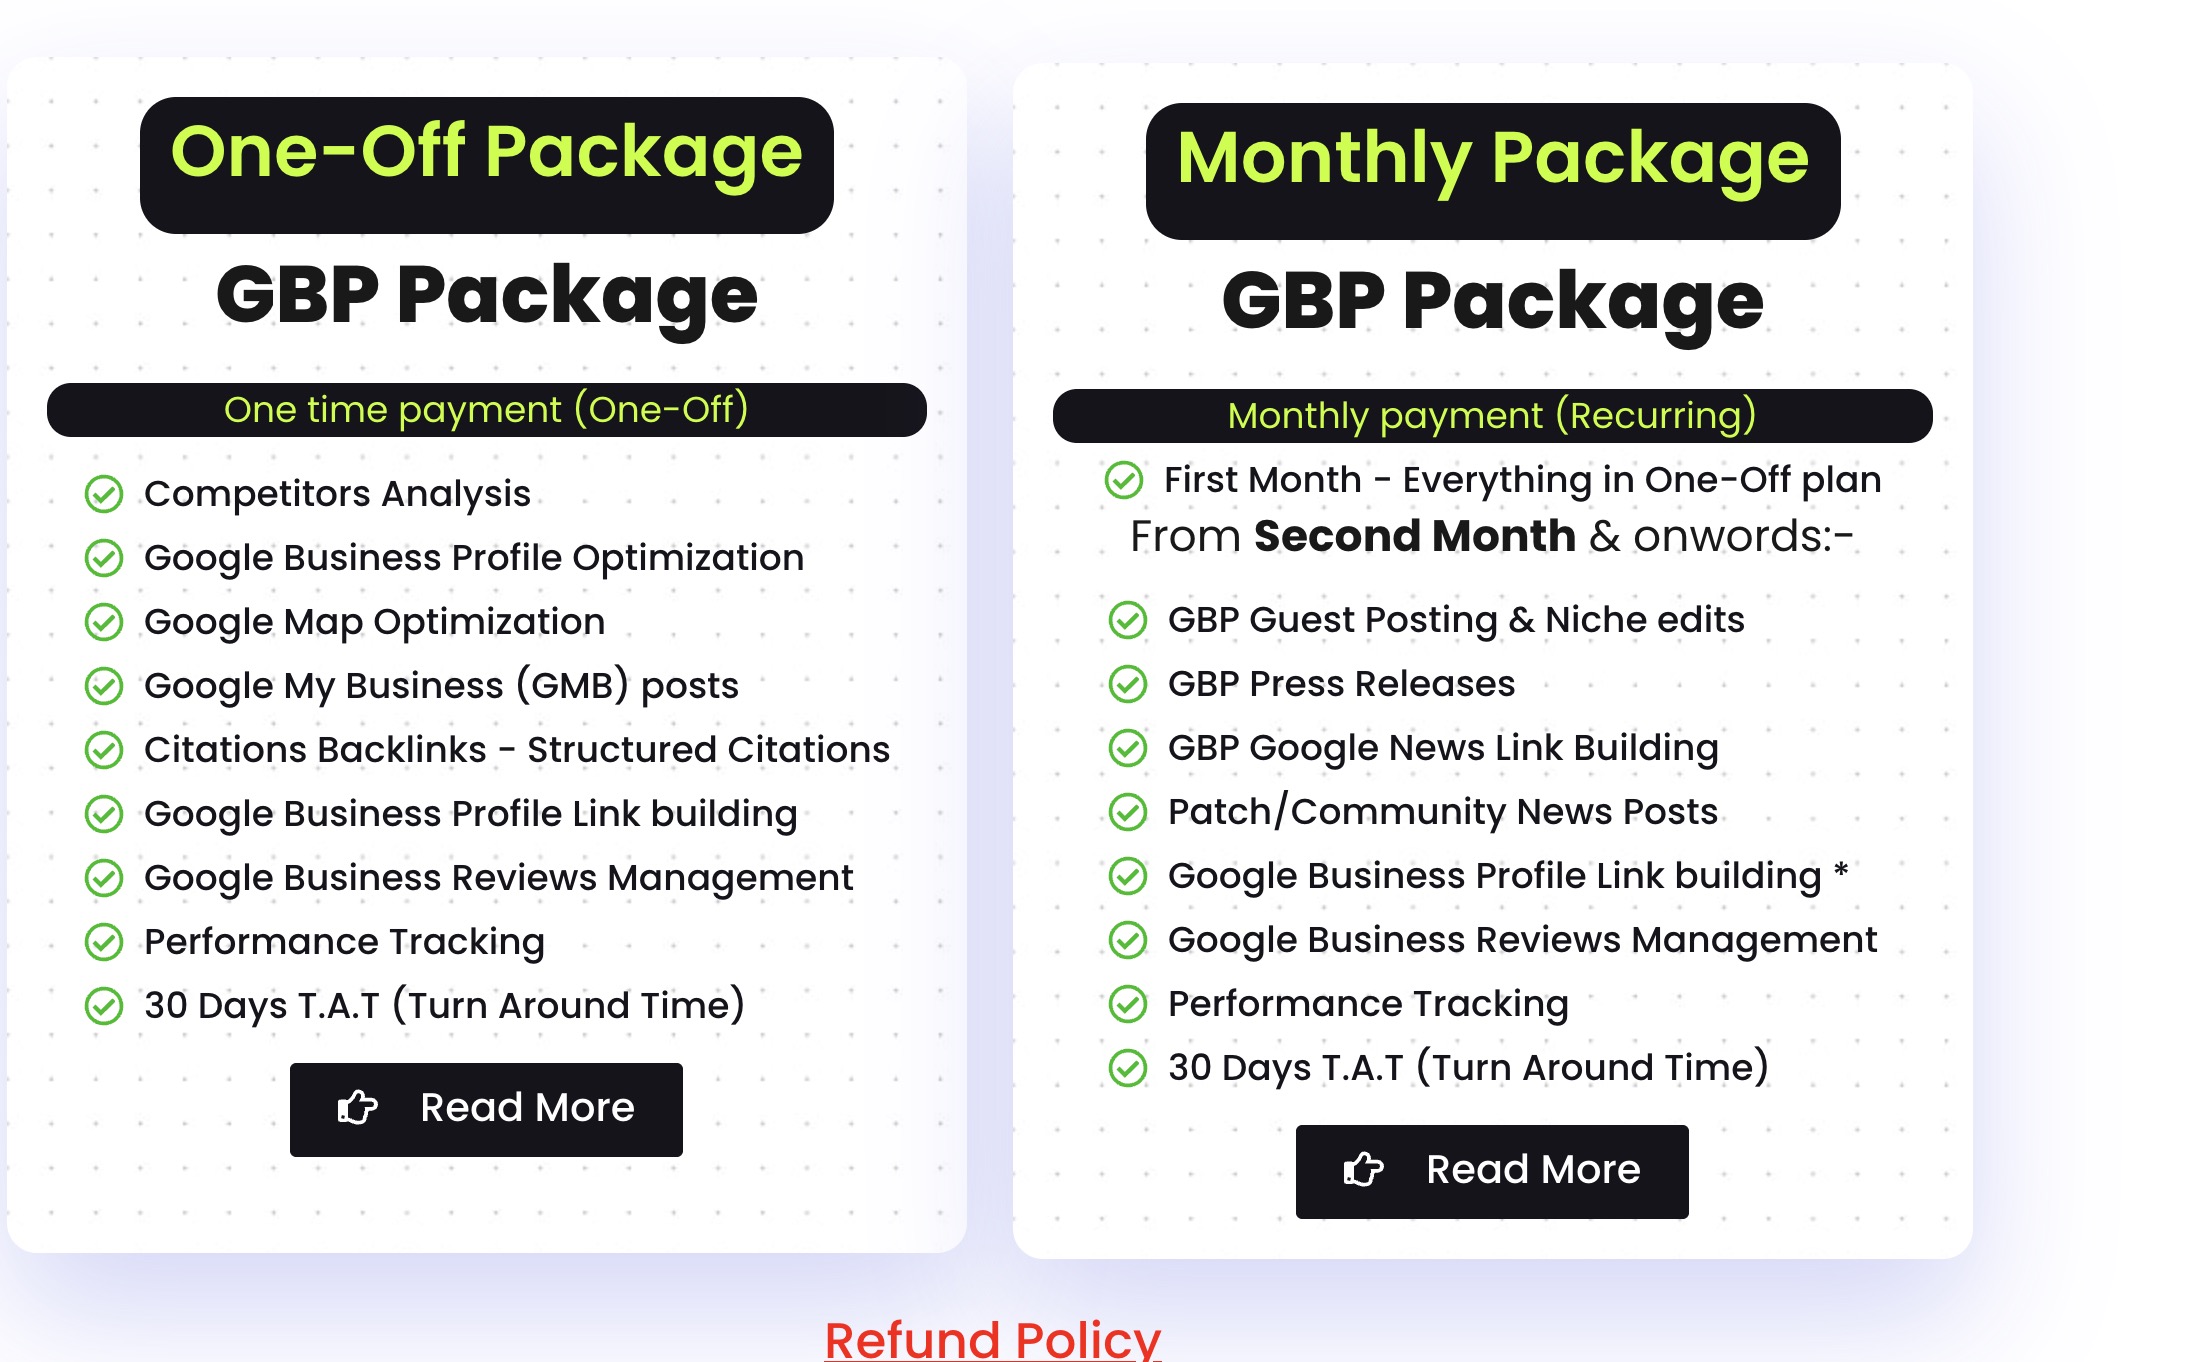 One-Off Package
GBP Package
One time payment (One-Off)
Competitors Analysis
Google Business Profile Optimization
Google Map Optimization
Google My Business (GMB) posts
Citations Backlinks - Structured Citations
Google Business Profile Link building
Google Business Reviews Management
Performance Tracking
30 Days T.A.T (Turn Around Time)
Read More
Monthly Package
GBP Package
Monthly payment (Recurring)
First Month - Everything in One-Off plan
From Second Month & onwords:-
GBP Guest Posting & Niche edits
GBP Press Releases
GBP Google News Link Building
Patch/Community News Posts
Google Business Profile Link building *
Google Business Reviews Management
Performance Tracking
30 Days T.A.T (Turn Around Time)
Read More
Refund Policy